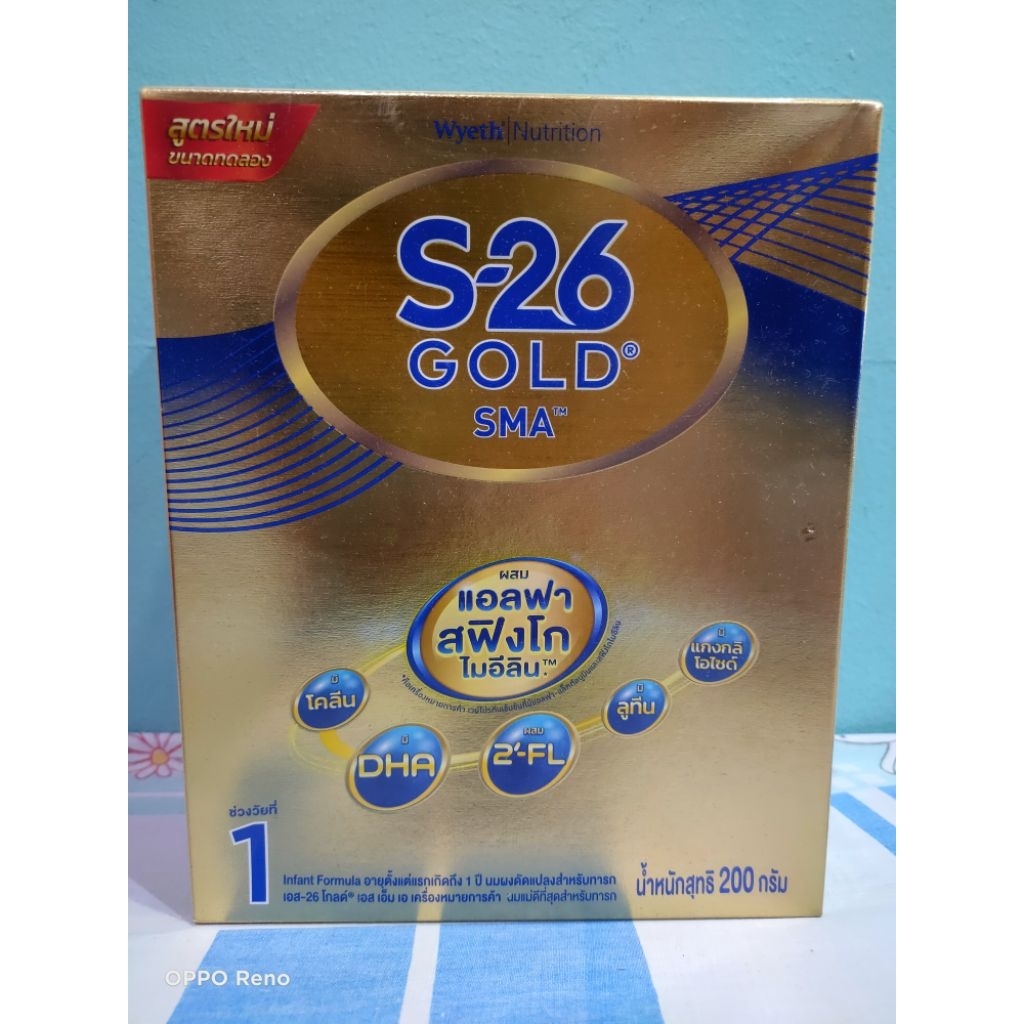 สูตรใหม่
ขนาดทดลอง
Wyeth | Nutrition
S-26
GOLD®
SMA™
ผสม
แอลฟา
สฟิงโก
ไมอีลิน™
มี
แกงกลิ
โอไซด์
มี
โคลีน
มี
ลูทีน
มี
DHA
ผสม
2'-FL
ช่วงวัยที่
1
Infant Formula อายุตั้งแต่แรกเกิดถึง 1 ปี นมผงดัดแปลงสำหรับทารก
เอส-26 โกลด์® เอส เอ็ม เอ เครื่องหมายการค้า นมแม่ดีที่สุดสำหรับทารก
น้ำหนักสุทธิ 200 กรัม
OPPO Reno